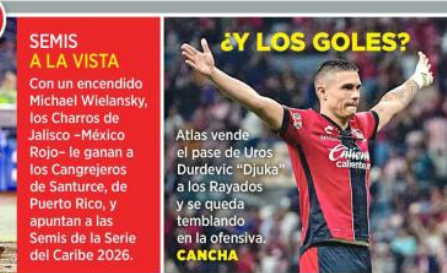 SEMIS
A LA VISTA
Con un encendido
Michael Wielansky,
los Charros de
Jalisco –México
Rojo– le ganan a
los Cangrejeros
de Santurce, de
Puerto Rico, y
apuntan a las
Semis de la Serie
del Caribe 2026.
¿Y LOS GOLES?
Atlas vende
el pase de Uros
Durdevic “Djuka”
a los Rayados
y se queda
temblando
en la ofensiva.
CANCHA
Caliente
caliente